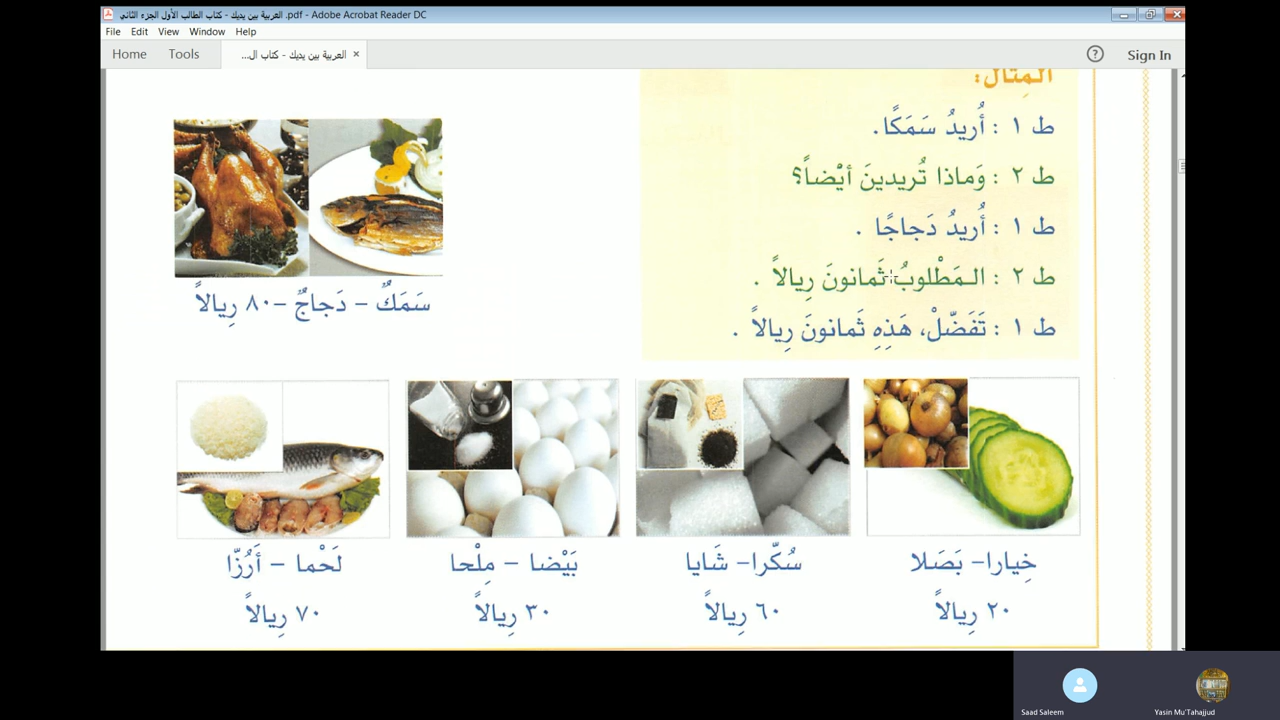 العربية بين يديك - كتاب الطالب الأول الجزء الثاني .pdf - Adobe Acrobat Reader DC
File Edit View Window Help
Home Tools العربية بين يديك - كتاب ال... × ? Sign In
المِثال:
ط ١ : أُريدُ سَمَكًا.
ط ٢ : وَماذا تُريدينَ أيْضاً؟
ط ١ : أُريدُ دَجاجًا .
ط ٢ : الـمَطْلوبُ ثَمانونَ رِيالاً .
ط ١ : تَفَضّلْ، هَذِهِ ثَمانونَ رِيالاً .
سَمَكٌ – دَجاجٌ –٨٠ رِيالاً
خِيارا– بَصَلا
٢٠ رِيالاً
سُكّرا– شَايا
٦٠ رِيالاً
بَيْضا – مِلْحا
٣٠ رِيالاً
لَحْما – أَرُزّا
٧٠ رِيالاً
Saad Saleem
Yasin Mu'Tahajjud